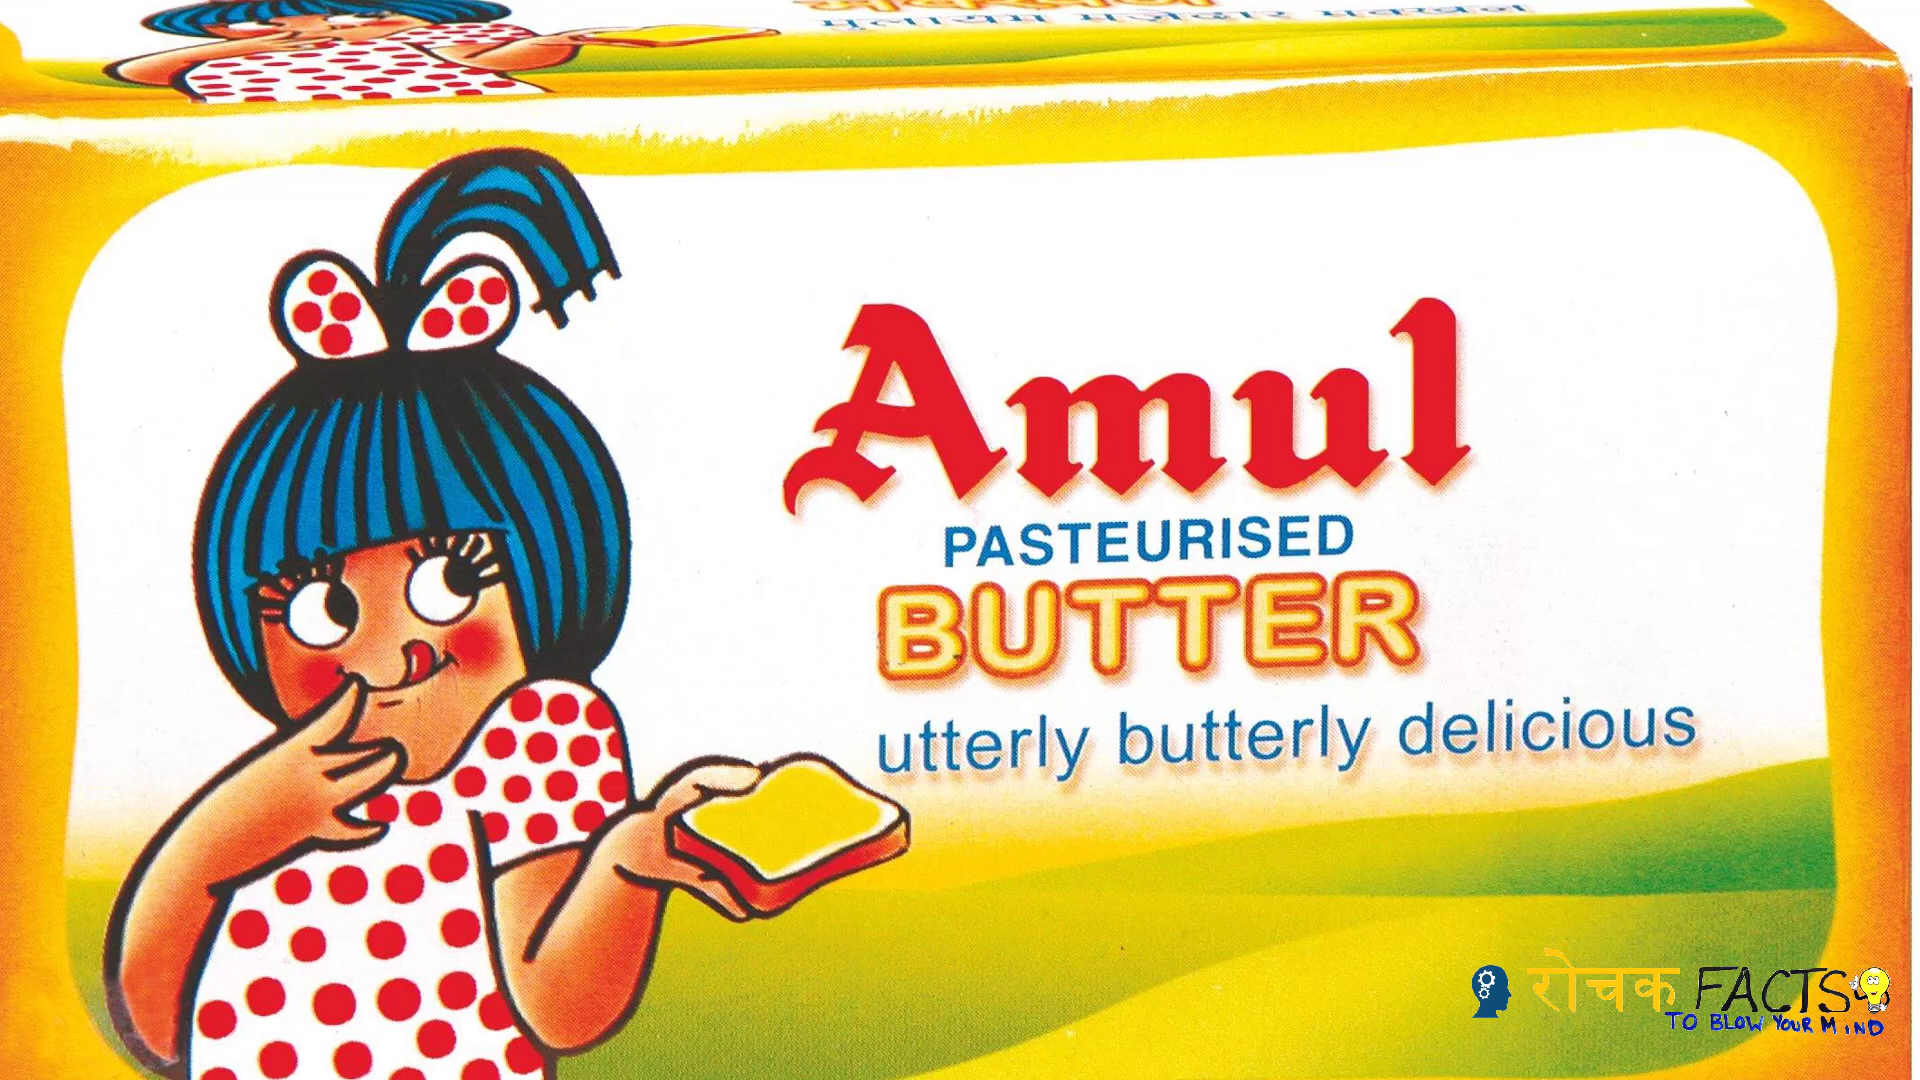 Amul
PASTEURISED
BUTTER
utterly butterly delicious
रोचक FACTS
TO BLOW YOUR MIND